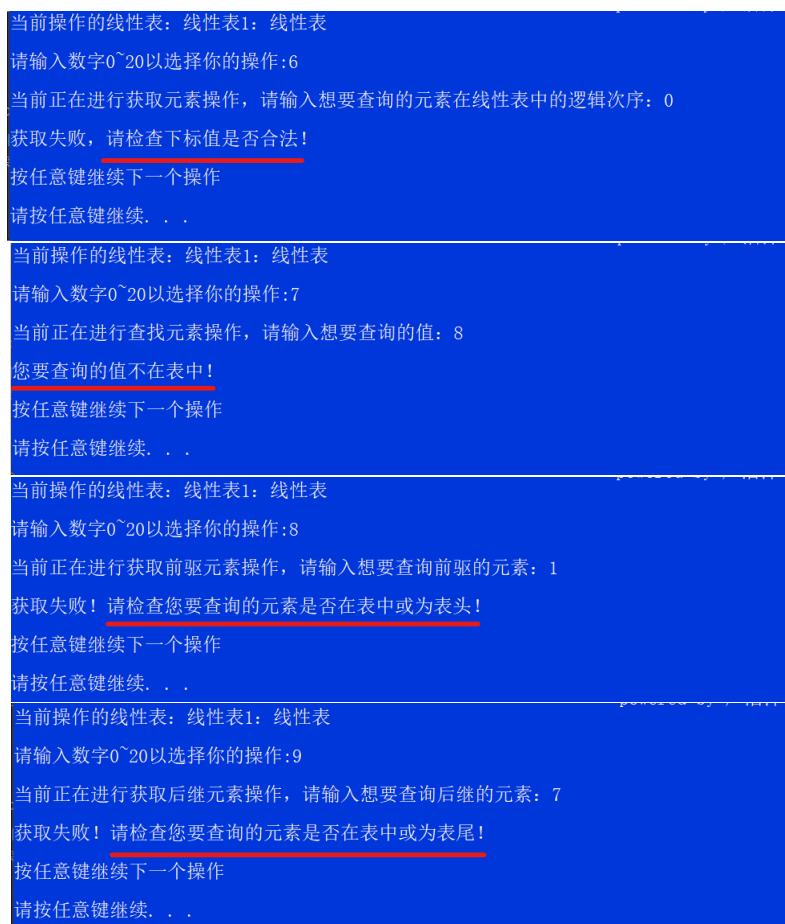 当前操作的线性表：线性表1：线性表
请输入数字0~20以选择你的操作:6
当前正在进行获取元素操作，请输入想要查询的元素在线性表中的逻辑次序：0
获取失败，请检查下标值是否合法！
按任意键继续下一个操作
请按任意键继续. . .
当前操作的线性表：线性表1：线性表
请输入数字0~20以选择你的操作:7
当前正在进行查找元素操作，请输入想要查询的值：8
您要查询的值不在表中！
按任意键继续下一个操作
请按任意键继续. . .
当前操作的线性表：线性表1：线性表
请输入数字0~20以选择你的操作:8
当前正在进行获取前驱元素操作，请输入想要查询前驱的元素：1
获取失败！请检查您要查询的元素是否在表中或为表头！
按任意键继续下一个操作
请按任意键继续. . .
当前操作的线性表：线性表1：线性表
请输入数字0~20以选择你的操作:9
当前正在进行获取后继元素操作，请输入想要查询后继的元素：7
获取失败！请检查您要查询的元素是否在表中或为表尾！
按任意键继续下一个操作
请按任意键继续. . .